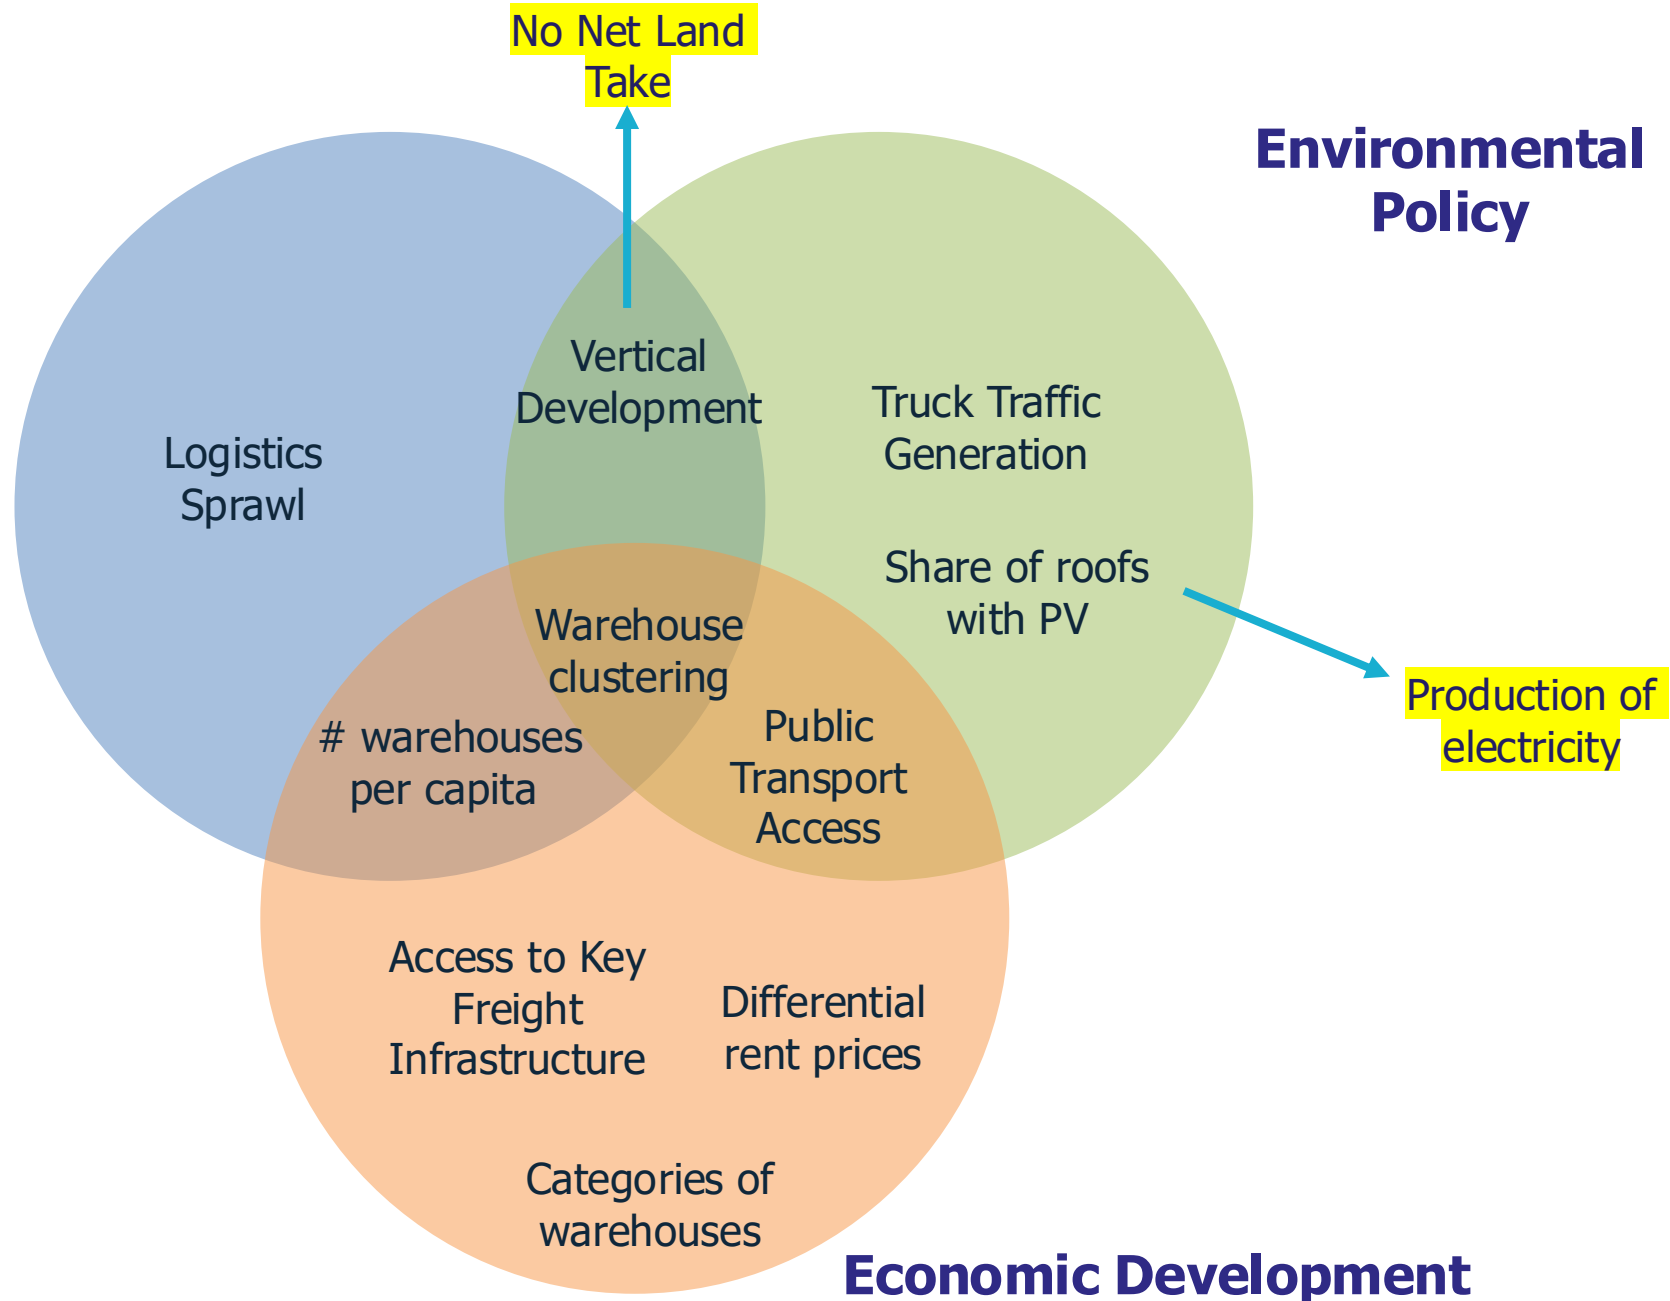 No Net Land
Take
Environmental
Policy
Vertical
Development
Truck Traffic
Generation
Logistics
Sprawl
Share of roofs
with PV
Warehouse
clustering
Production of
electricity
# warehouses
per capita
Public
Transport
Access
Access to Key
Freight
Infrastructure
Differential
rent prices
Categories of
warehouses
Economic Development